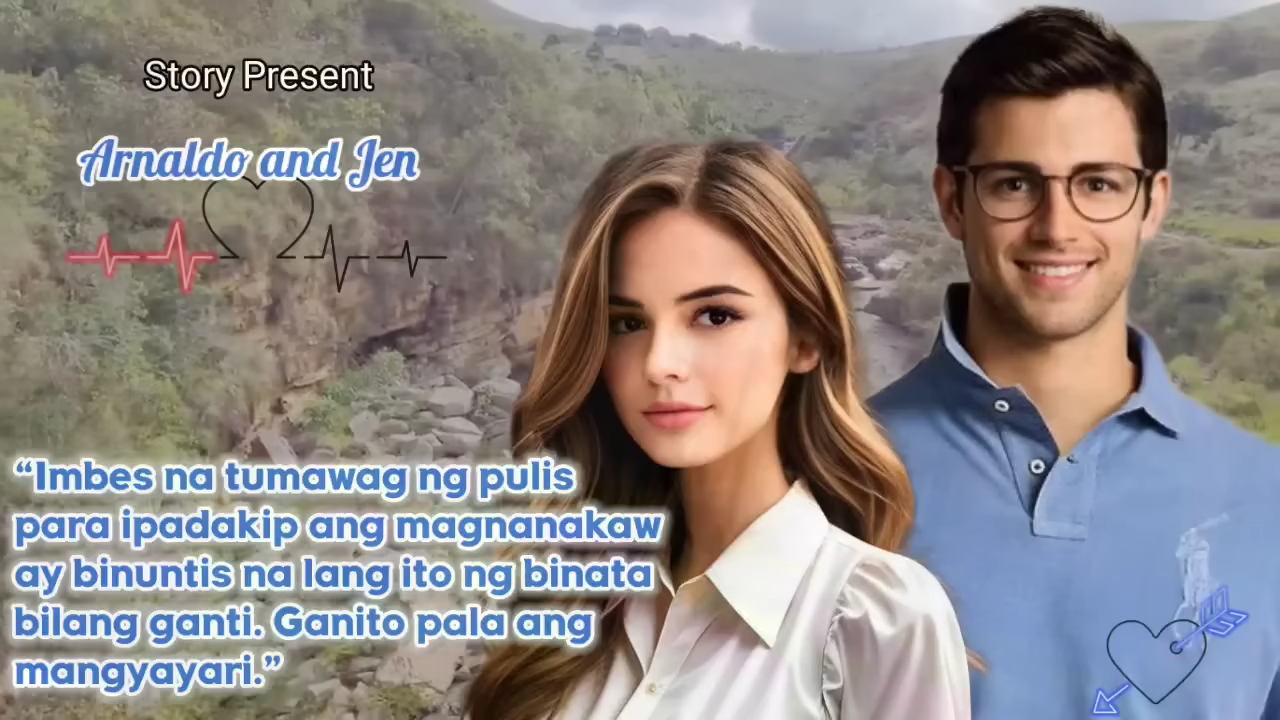 Story Present
Arnaldo and Jen
“Imbes na tumawag ng pulis
para ipadakip ang magnanakaw
ay binuntis na lang ito ng binata
bilang ganti. Ganito pala ang
mangyayari.”